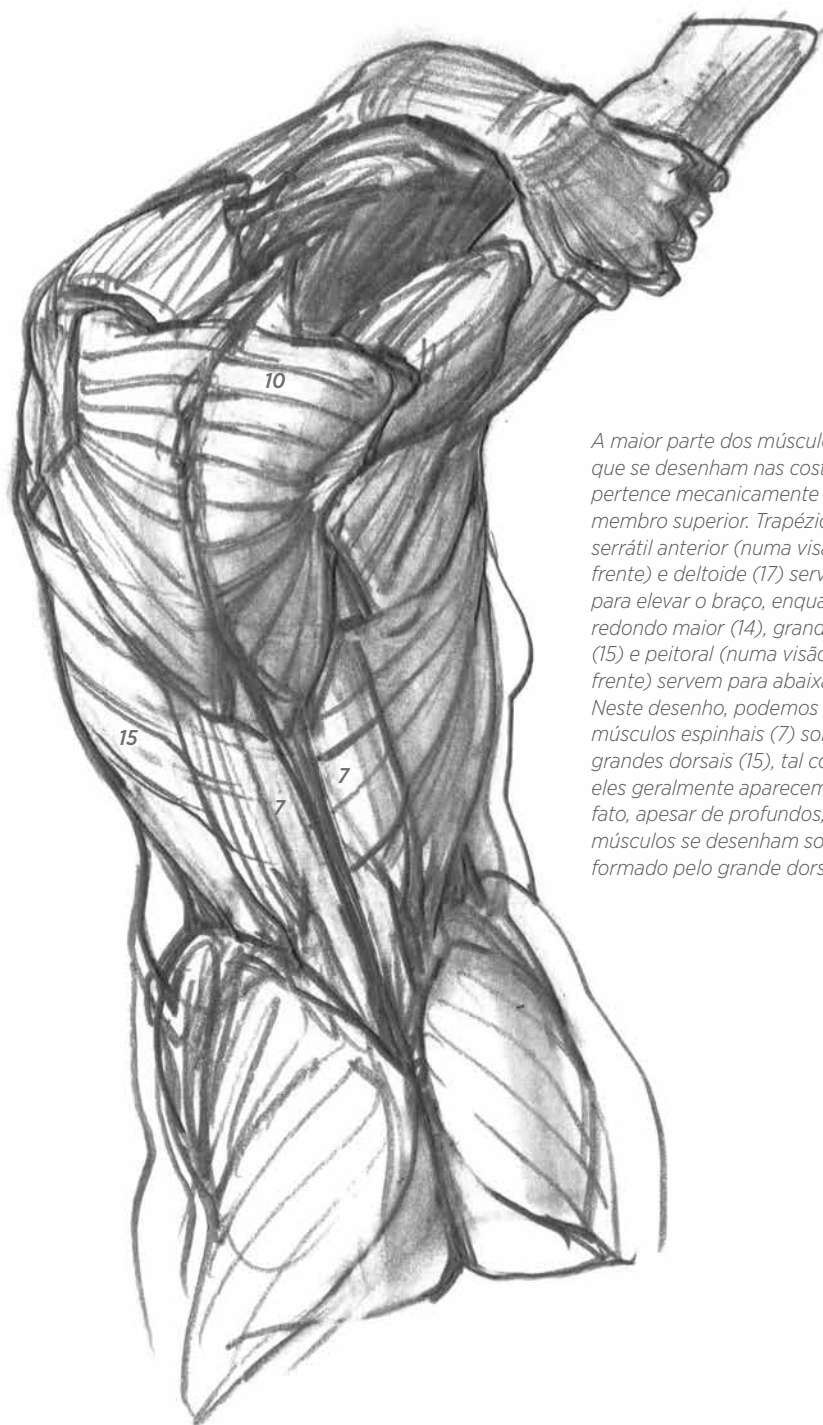 10
A maior parte dos múscul
que se desenham nas cost
pertence mecanicamente
membro superior. Trapézio
serrátil anterior (numa visã
frente) e deltoide (17) serv
para elevar o braço, enqua
redondo maior (14), grand
(15) e peitoral (numa visão
frente) servem para abaixa
Neste desenho, podemos
músculos espinhais (7) sob
grandes dorsais (15), tal co
eles geralmente aparecem
fato, apesar de profundos,
músculos se desenham so
formado pelo grande dors
15
7
7